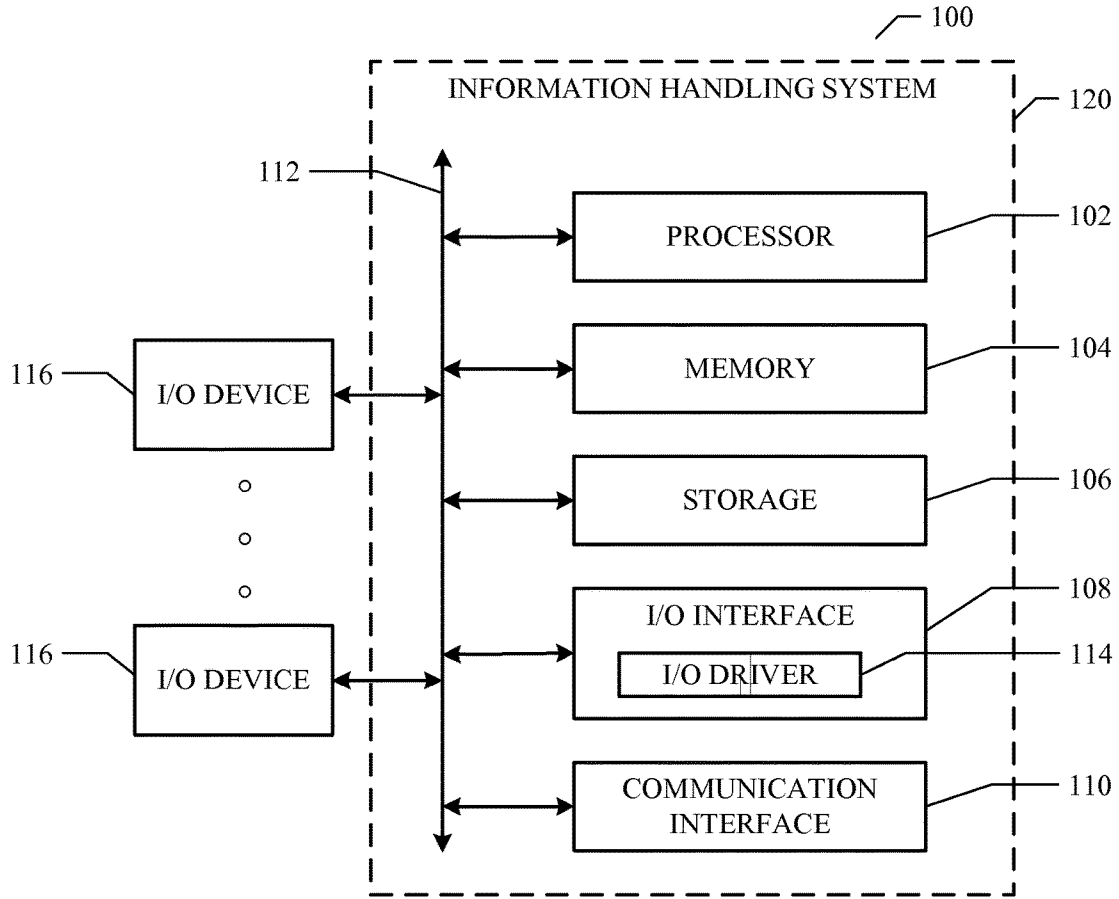 100
INFORMATION HANDLING SYSTEM
120
112
PROCESSOR
102
MEMORY
104
116
I/O DEVICE
STORAGE
106
I/O INTERFACE
108
116
I/O DEVICE
I/O DRIVER
114
COMMUNICATION
INTERFACE
110